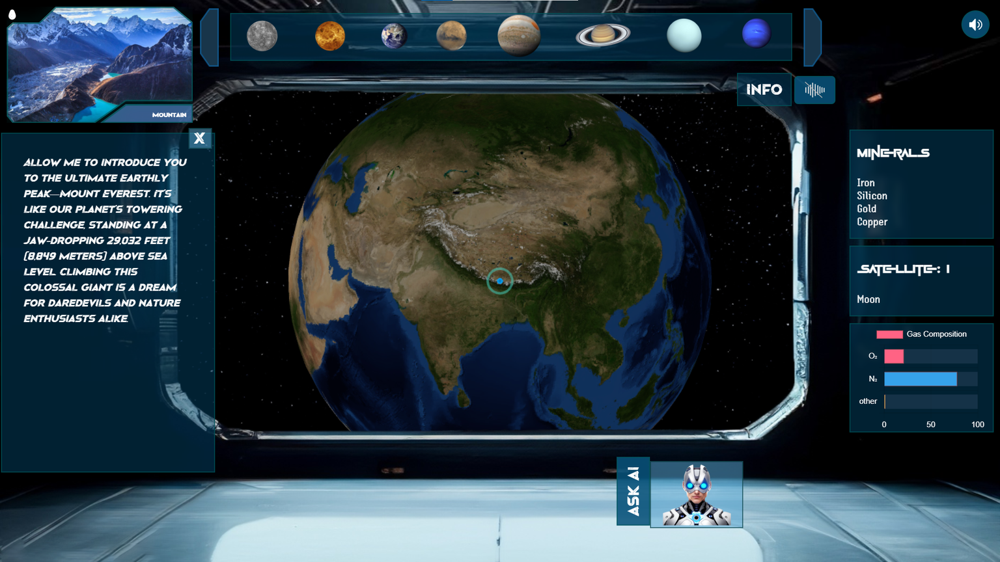 MOUNTAIN
INFO
X
ALLOW ME TO INTRODUCE YOU
TO THE ULTIMATE EARTHLY
PEAK—MOUNT EVEREST. IT'S
LIKE OUR PLANET'S TOWERING
CHALLENGE, STANDING AT A
JAW-DROPPING 29,032 FEET
(8,849 METERS) ABOVE SEA
LEVEL. CLIMBING THIS
COLOSSAL GIANT IS A DREAM
FOR DAREDEVILS AND NATURE
ENTHUSIASTS ALIKE.
MINERALS
Iron
Silicon
Gold
Copper
SATELLITE: 1
Moon
Gas Composition
O₂
N₂
other
0 50 100
ASK AI